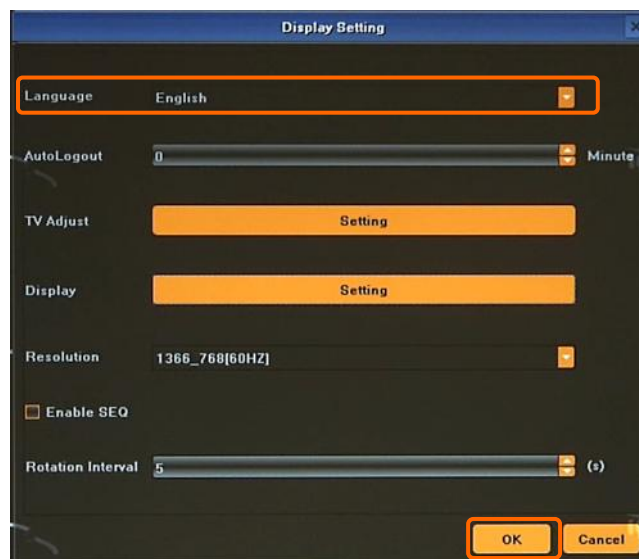 Display Setting
Language English
AutoLogout 0 Minute
TV Adjust Setting
Display Setting
Resolution 1366_768[60HZ]
Enable SEQ
Rotation Interval 5 (s)
OK Cancel